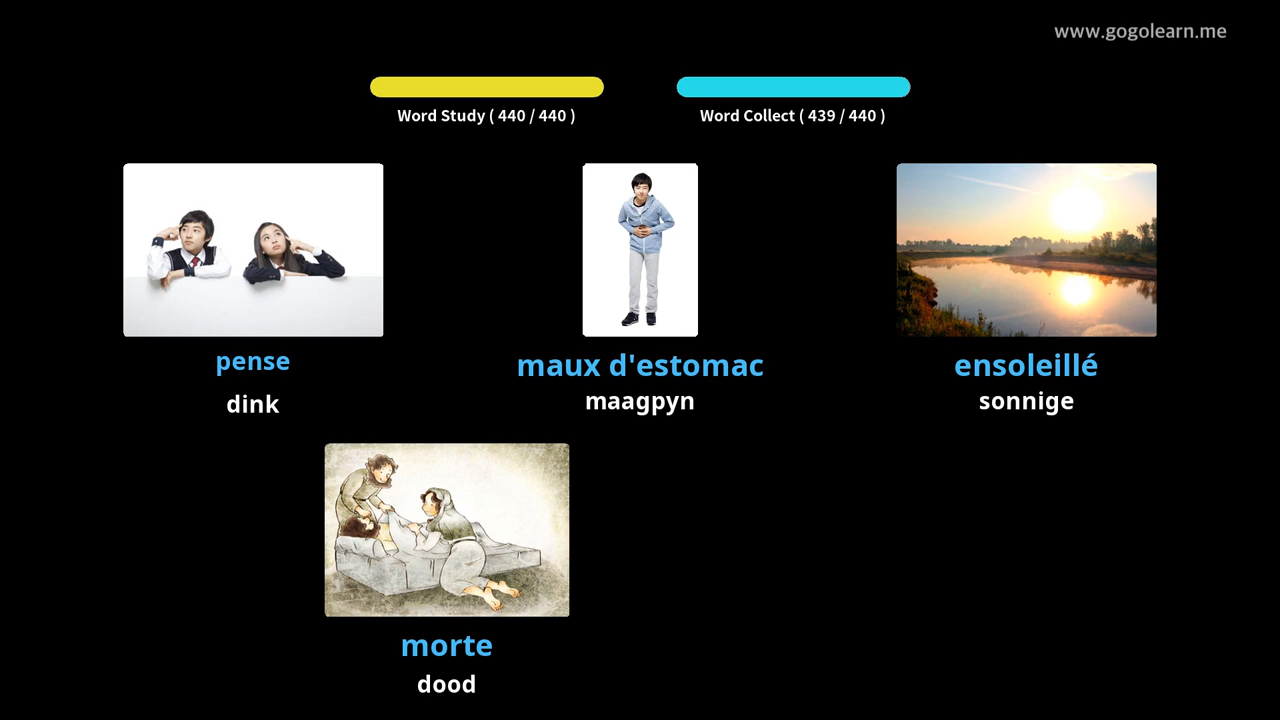 www.gogolearn.me
Word Study ( 440 / 440 )
Word Collect ( 439 / 440 )
pense
dink
maux d'estomac
maagpyn
ensoleillé
sonnige
morte
dood